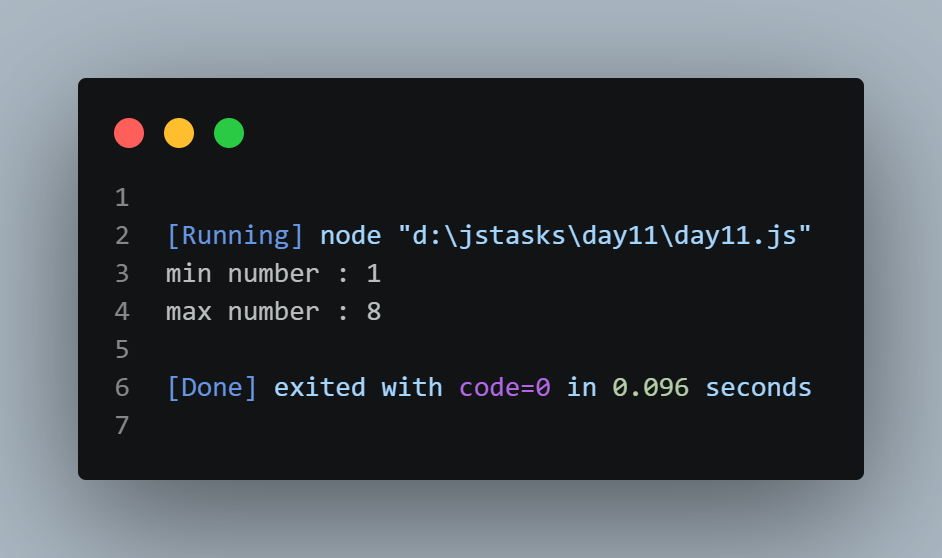 1
2 [Running] node "d:\jstasks\day11\day11.js"
3 min number : 1
4 max number : 8
5
6 [Done] exited with code=0 in 0.096 seconds
7